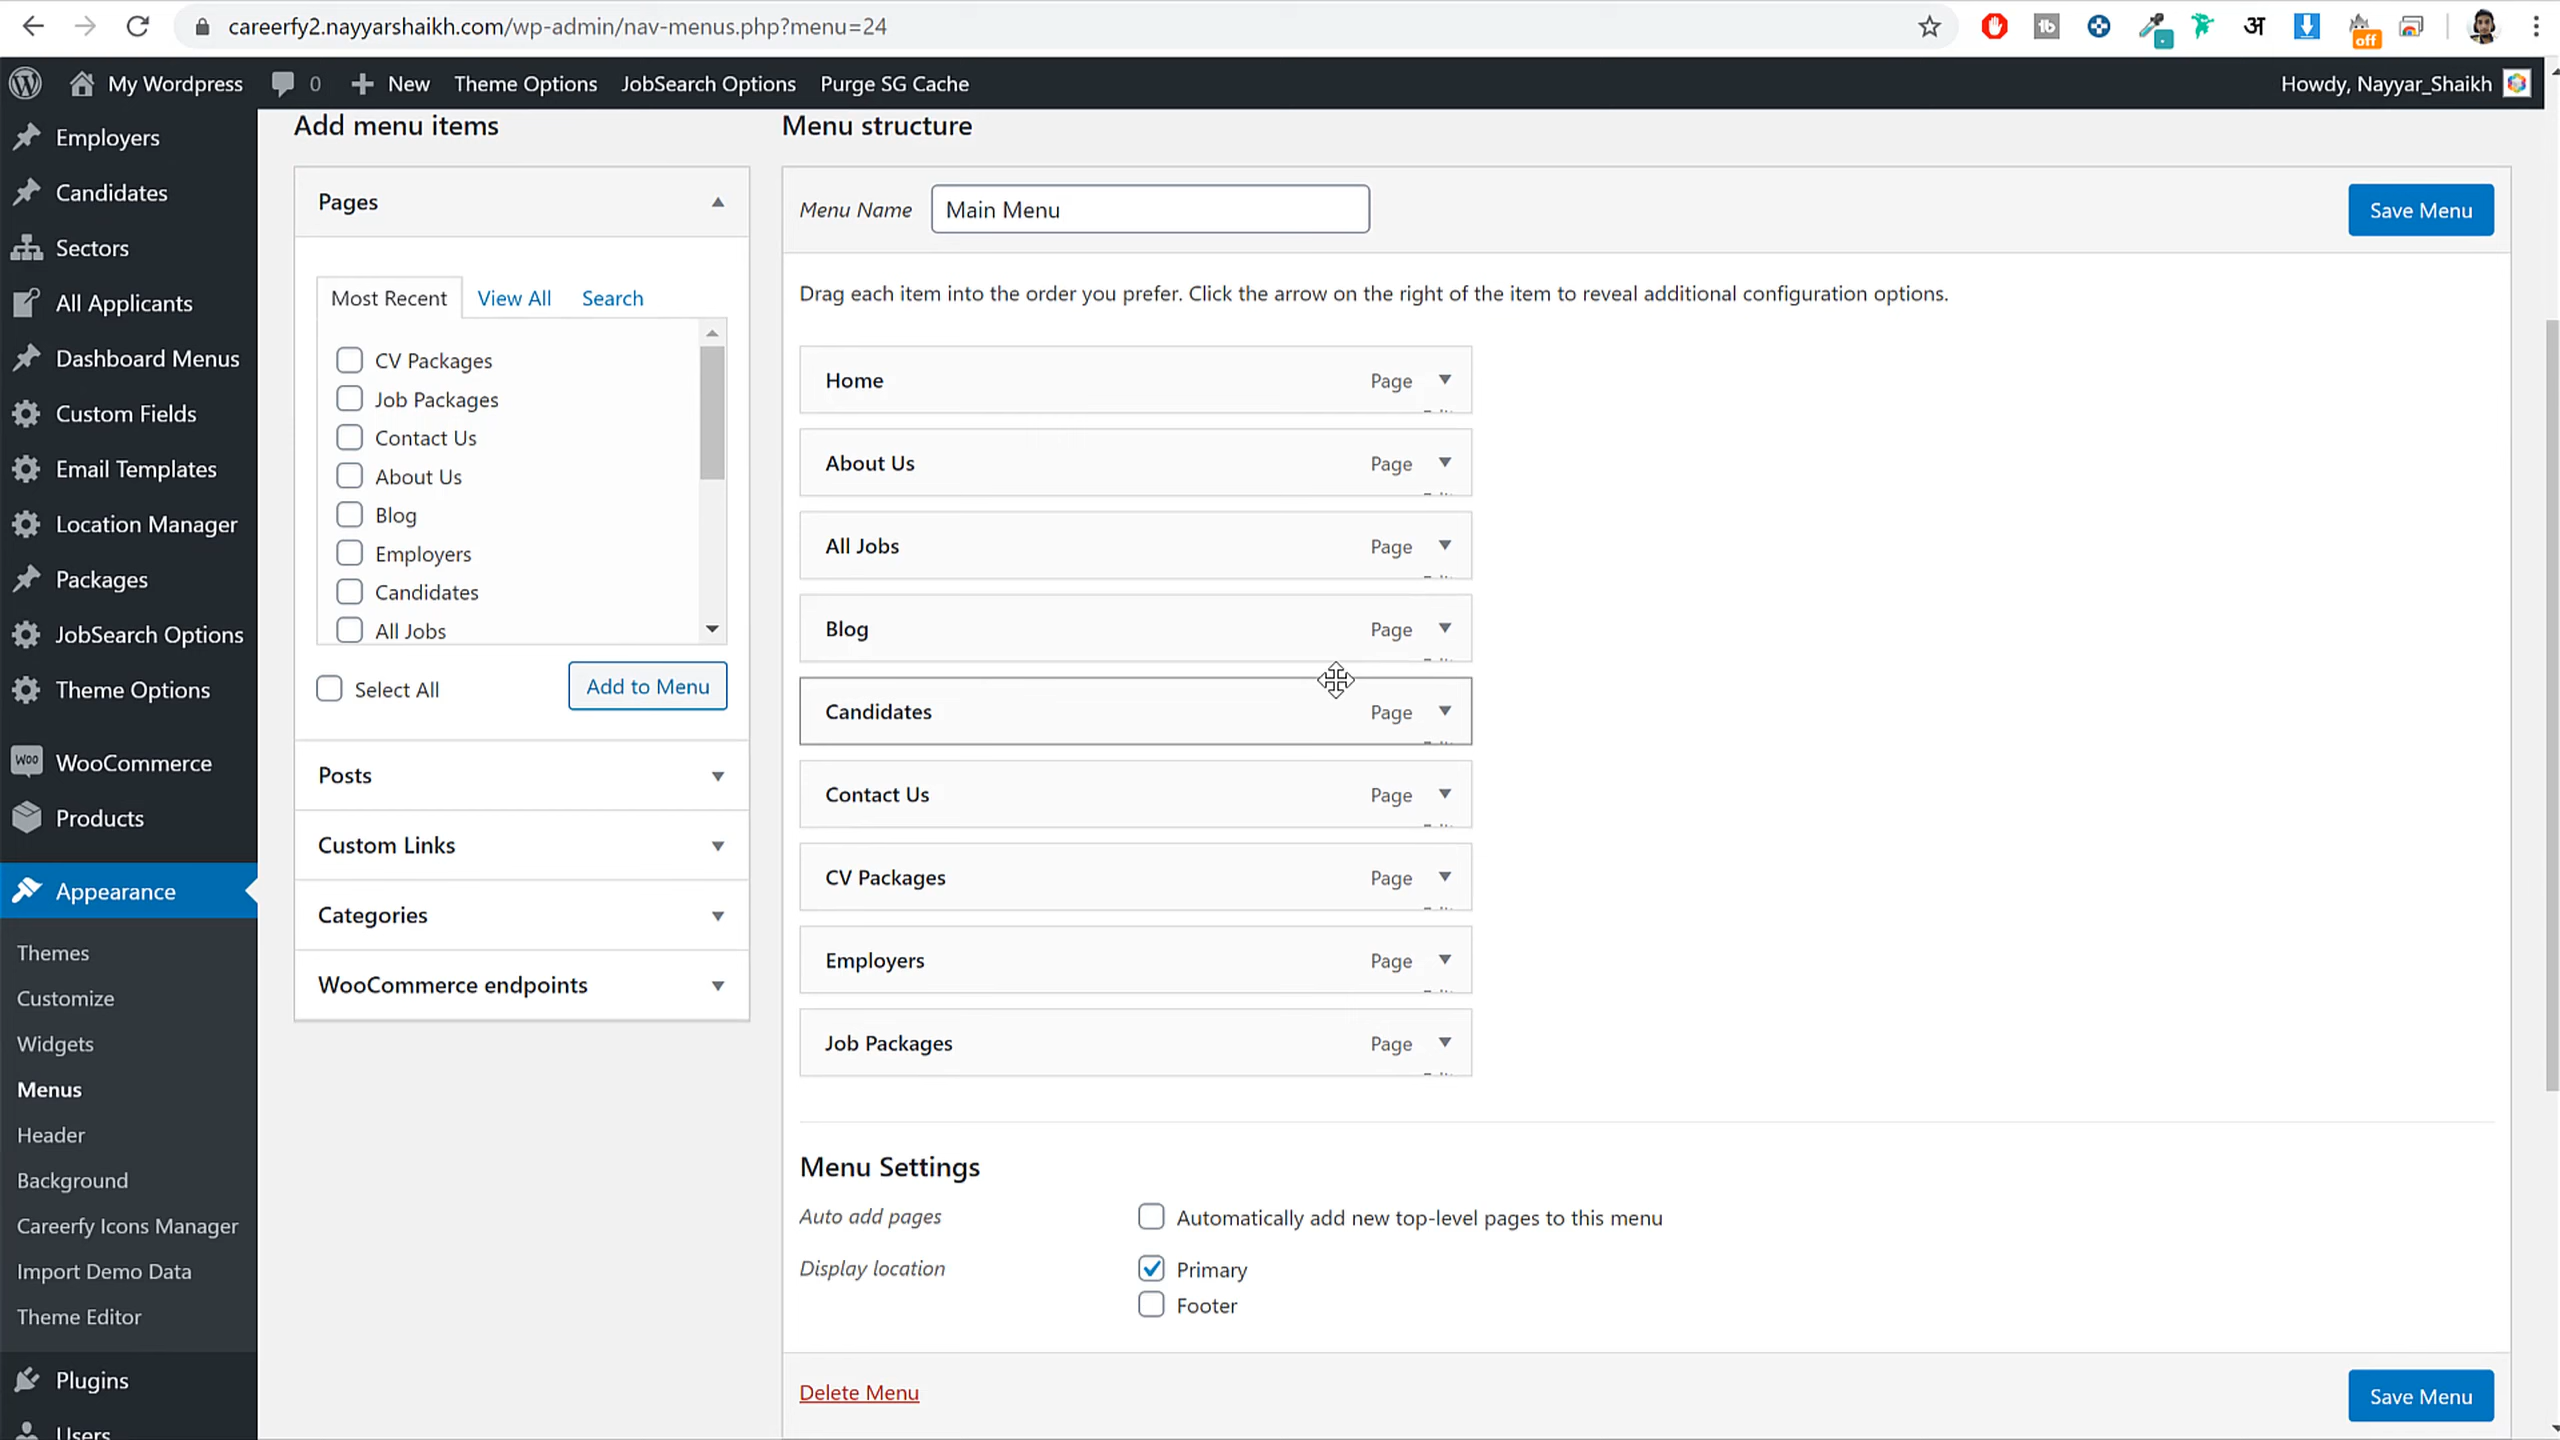 careerfy2.nayyarshaikh.com/wp-admin/nav-menus.php?menu=24
अ
off
My Wordpress
0
New
Theme Options
JobSearch Options
Purge SG Cache
Howdy, Nayyar_Shaikh
Employers
Candidates
Sectors
All Applicants
Dashboard Menus
Custom Fields
Email Templates
Location Manager
Packages
JobSearch Options
Theme Options
Woo
WooCommerce
Products
Appearance
Themes
Customize
Widgets
Menus
Header
Background
Careerfy Icons Manager
Import Demo Data
Theme Editor
Plugins
Users
Add menu items
Pages
Most Recent
View All
Search
CV Packages
Job Packages
Contact Us
About Us
Blog
Employers
Candidates
All Jobs
Select All
Add to Menu
Posts
Custom Links
Categories
WooCommerce endpoints
Menu structure
Menu Name
Main Menu
Save Menu
Drag each item into the order you prefer. Click the arrow on the right of the item to reveal additional configuration options.
Home Page
About Us Page
All Jobs Page
Blog Page
Candidates Page
Contact Us Page
CV Packages Page
Employers Page
Job Packages Page
Menu Settings
Auto add pages
Automatically add new top-level pages to this menu
Display location
Primary
Footer
Delete Menu
Save Menu